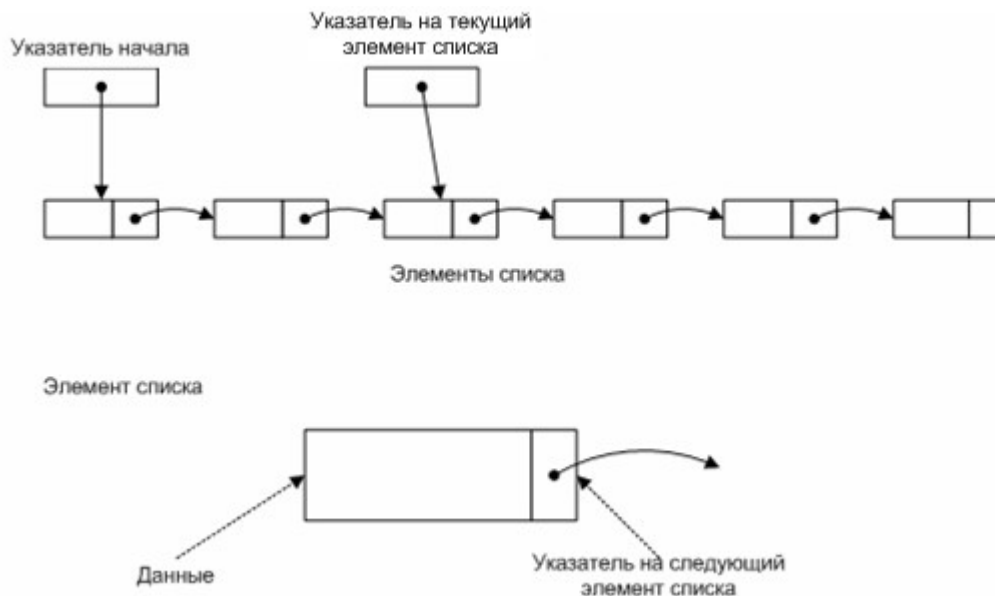 Указатель начала
Указатель на текущий
элемент списка
Элементы списка
Элемент списка
Данные
Указатель на следующий
элемент списка